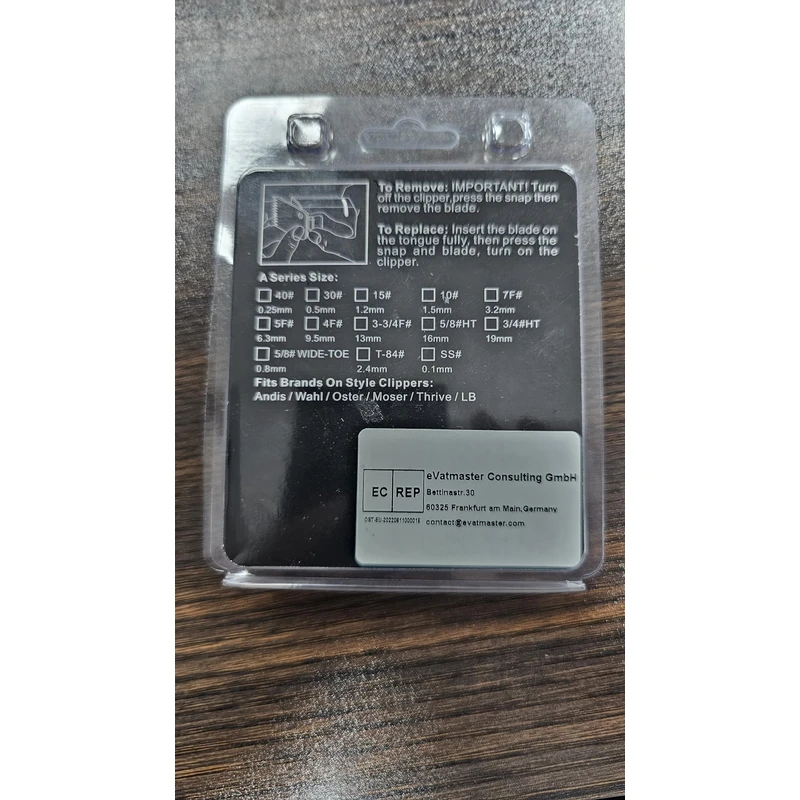 To Remove: IMPORTANT! Turn
off the clipper,press the snap then
remove the blade.
To Replace: Insert the blade on
the tongue fully, then press the
snap and blade, turn on the
clipper.
A Series Size:
40# 30# 15# 10# 7F#
0.25mm 0.5mm 1.2mm 1.5mm 3.2mm
5F# 4F# 3-3/4F# 5/8#HT 3/4#HT
6.3mm 9.5mm 13mm 16mm 19mm
5/8# WIDE-TOE T-84# SS#
0.8mm 2.4mm 0.1mm
Fits Brands On Style Clippers:
Andis / Wahl / Oster / Moser / Thrive / LB
eVatmaster Consulting GmbH
EC REP
Bettinastr.30
60325 Frankfurt am Main,Germany
contact@evatmaster.com